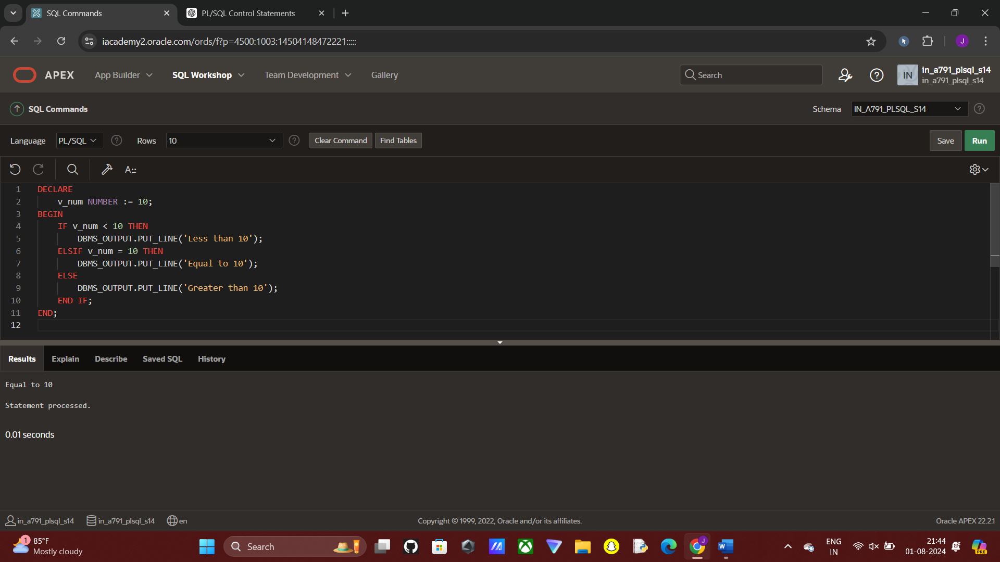 SQL Commands
PL/SQL Control Statements
iacademy2.oracle.com/ords/f?p=4500:1003:14504148472221:::::
J
APEX
App Builder
SQL Workshop
Team Development
Gallery
Search
IN
in_a791_plsql_s14
in_a791_plsql_s14
SQL Commands
Schema
IN_A791_PLSQL_S14
Language
PL/SQL
Rows
10
Clear Command
Find Tables
Save
Run
1 DECLARE
2 v_num NUMBER := 10;
3 BEGIN
4 IF v_num < 10 THEN
5 DBMS_OUTPUT.PUT_LINE('Less than 10');
6 ELSIF v_num = 10 THEN
7 DBMS_OUTPUT.PUT_LINE('Equal to 10');
8 ELSE
9 DBMS_OUTPUT.PUT_LINE('Greater than 10');
10 END IF;
11 END;
12
Results
Explain
Describe
Saved SQL
History
Equal to 10
Statement processed.
0.01 seconds
in_a791_plsql_s14
in_a791_plsql_s14
en
Copyright © 1999, 2022, Oracle and/or its affiliates.
Oracle APEX 22.2.1
1
85°F
Mostly cloudy
Search
J
W
ENG
IN
21:44
01-08-2024
PRE